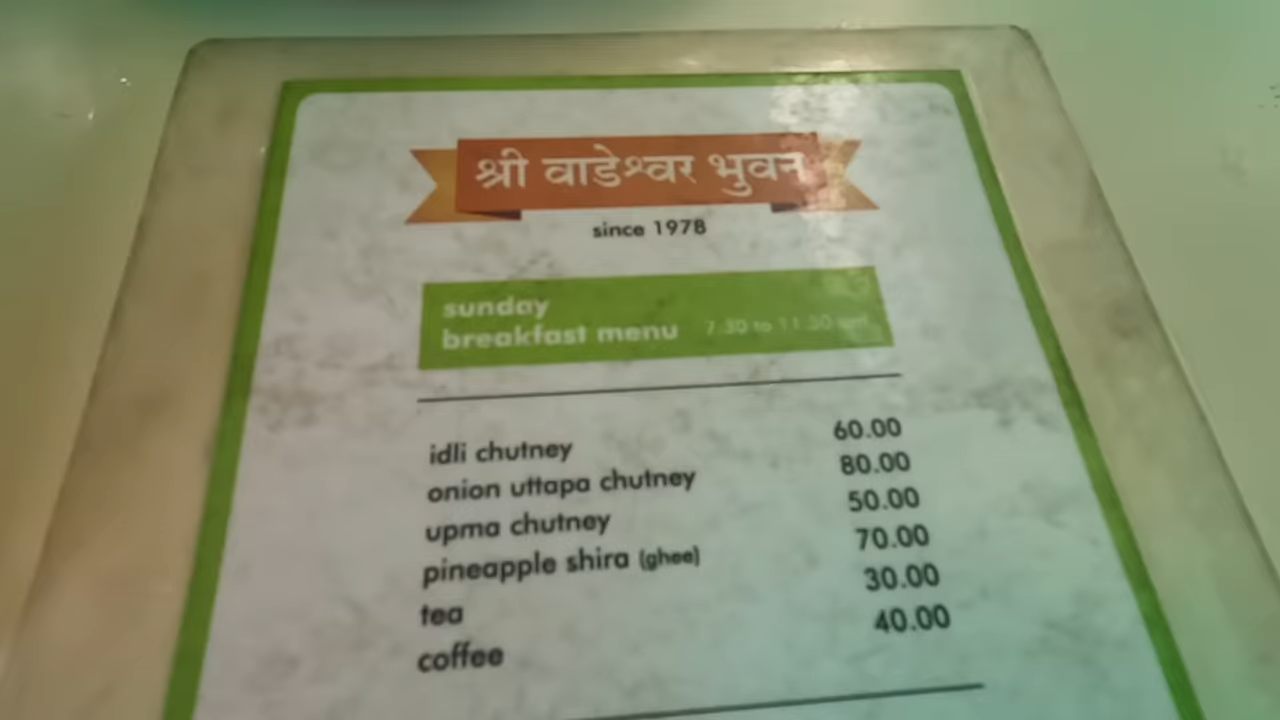 श्री वाडेश्वर भुवन
since 1978
sunday
breakfast menu 7:30 to 11:30 am
idli chutney 60.00
onion uttapa chutney 80.00
upma chutney 50.00
pineapple shira (ghee) 70.00
tea 30.00
coffee 40.00